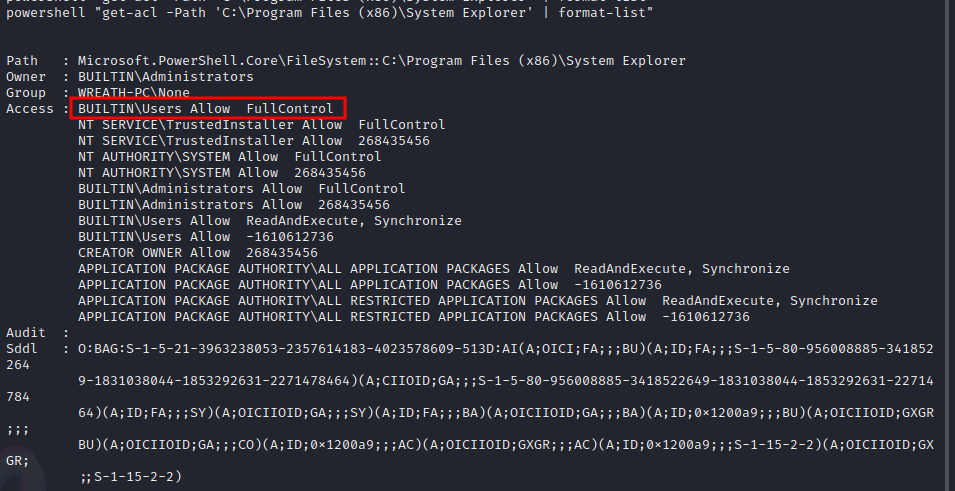 powershell "get-acl -Path 'C:\Program Files (x86)\System Explorer' | format-list"
Path   : Microsoft.PowerShell.Core\FileSystem::C:\Program Files (x86)\System Explorer
Owner  : BUILTIN\Administrators
Group  : WREATH-PC\None
Access : BUILTIN\Users Allow  FullControl
         NT SERVICE\TrustedInstaller Allow  FullControl
         NT SERVICE\TrustedInstaller Allow  268435456
         NT AUTHORITY\SYSTEM Allow  FullControl
         NT AUTHORITY\SYSTEM Allow  268435456
         BUILTIN\Administrators Allow  FullControl
         BUILTIN\Administrators Allow  268435456
         BUILTIN\Users Allow  ReadAndExecute, Synchronize
         BUILTIN\Users Allow  -1610612736
         CREATOR OWNER Allow  268435456
         APPLICATION PACKAGE AUTHORITY\ALL APPLICATION PACKAGES Allow  ReadAndExecute, Synchronize
         APPLICATION PACKAGE AUTHORITY\ALL APPLICATION PACKAGES Allow  -1610612736
         APPLICATION PACKAGE AUTHORITY\ALL RESTRICTED APPLICATION PACKAGES Allow  ReadAndExecute, Synchronize
         APPLICATION PACKAGE AUTHORITY\ALL RESTRICTED APPLICATION PACKAGES Allow  -1610612736
Audit  :
Sddl   : O:BAG:S-1-5-21-3963238053-2357614183-4023578609-513D:AI(A;OICI;FA;;;BU)(A;ID;FA;;;S-1-5-80-956008885-341852
264
         9-1831038044-1853292631-2271478464)(A;CIIOID;GA;;;S-1-5-80-956008885-3418522649-1831038044-1853292631-22714
784
         64)(A;ID;FA;;;SY)(A;OICIIOID;GA;;;SY)(A;ID;FA;;;BA)(A;OICIIOID;GA;;;BA)(A;ID;0×1200a9;;;BU)(A;OICIIOID;GXGR
;;;
         BU)(A;OICIIOID;GA;;;CO)(A;ID;0×1200a9;;;AC)(A;OICIIOID;GXGR;;;AC)(A;ID;0×1200a9;;;S-1-15-2-2)(A;OICIIOID;GX
GR;
         ;;S-1-15-2-2)